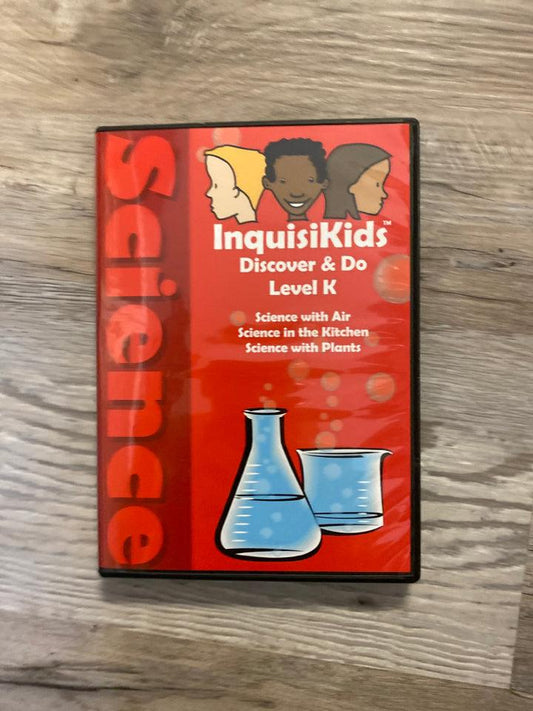 Science
InquisiKids™
Discover & Do
Level K
Science with Air
Science in the Kitchen
Science with Plants